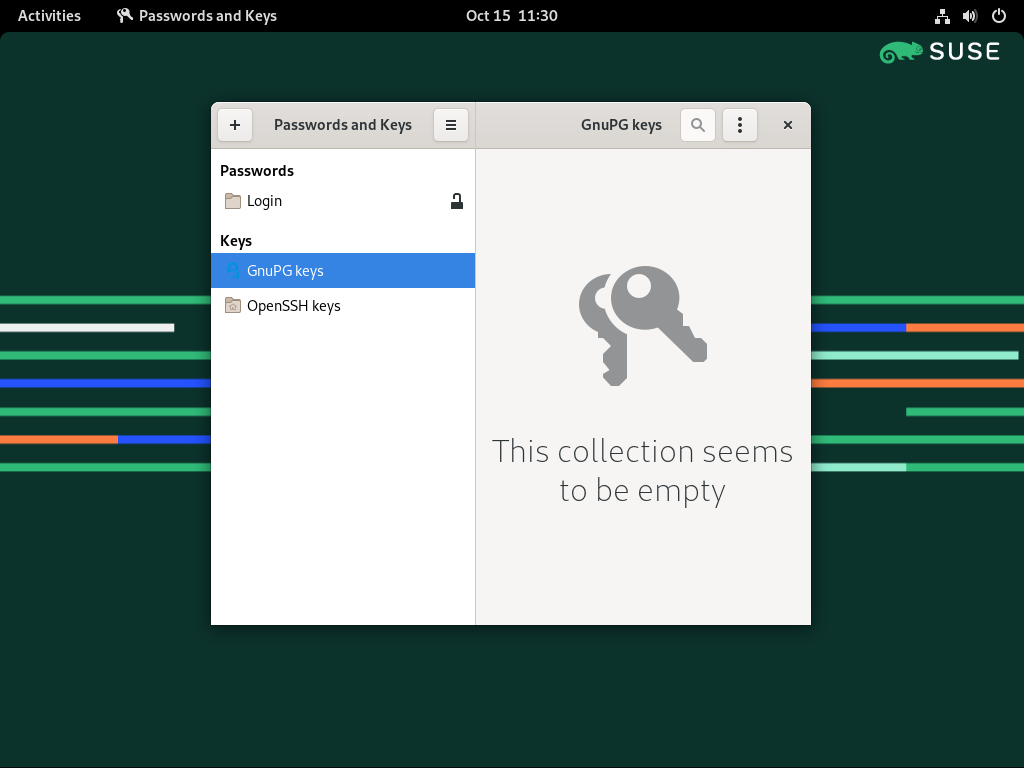 Activities
Passwords and Keys
Oct 15 11:30
SUSE
Passwords and Keys
GnuPG keys
Passwords
Login
Keys
GnuPG keys
OpenSSH keys
This collection seems
to be empty